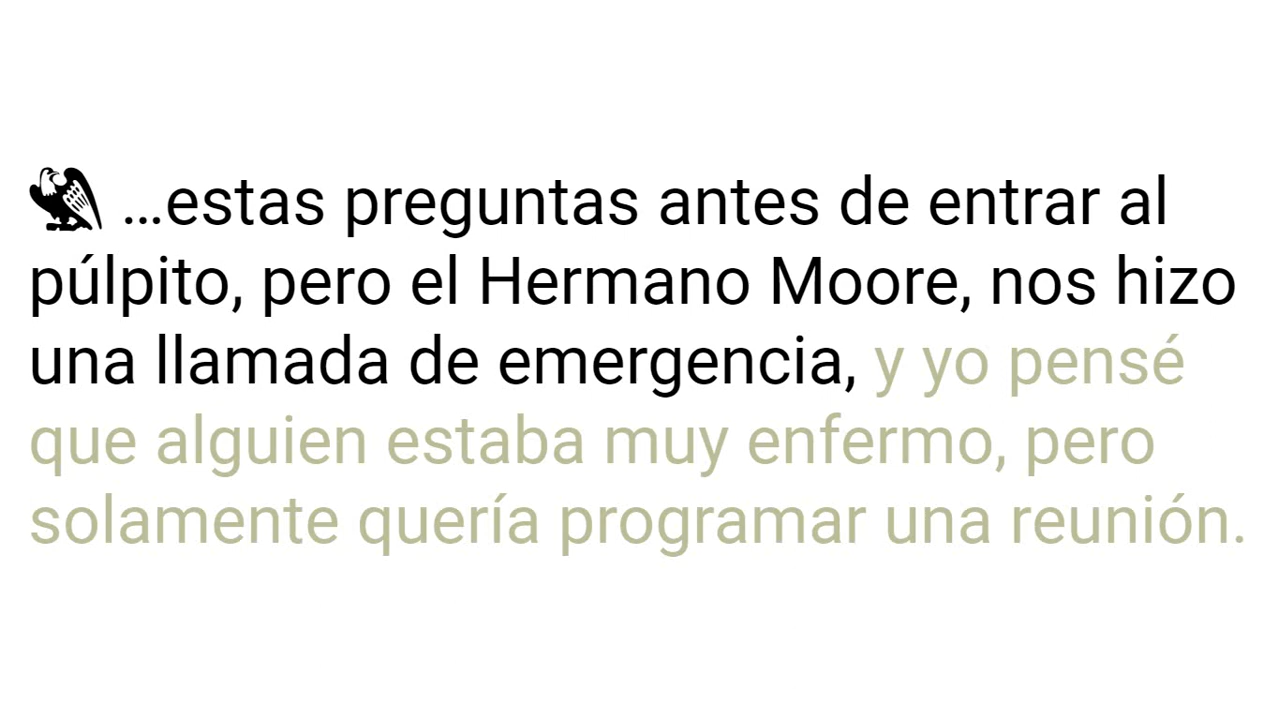 …estas preguntas antes de entrar al
púlpito, pero el Hermano Moore, nos hizo
una llamada de emergencia, y yo pensé
que alguien estaba muy enfermo, pero
solamente quería programar una reunión.